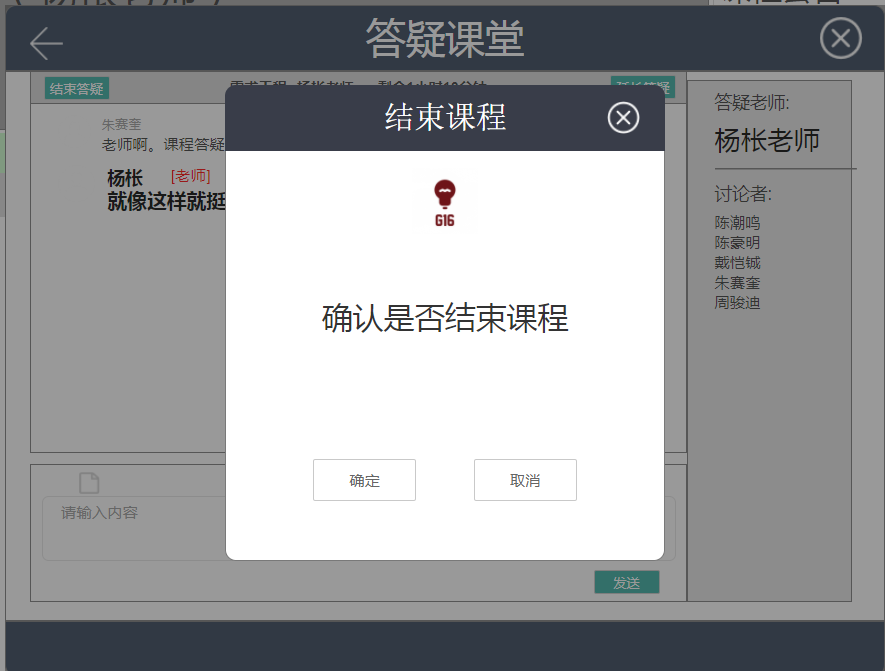 答疑课堂
结束答疑
朱赛奎
老师啊。课程答疑
杨枨 [老师]
就像这样就挺
结束课程
G16
确认是否结束课程
确定 取消
请输入内容
发送
答疑老师:
杨枨老师
讨论者:
陈潮鸣
陈豪明
戴恺铖
朱赛奎
周骏迪